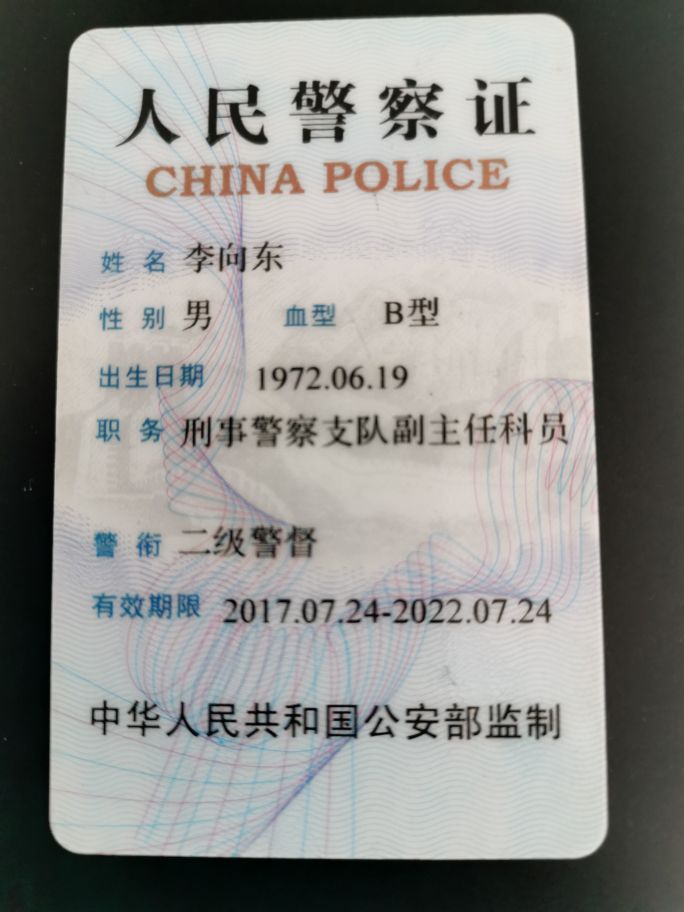 人民警察证
CHINA POLICE
姓名 李向东
性别 男 血型 B型
出生日期 1972.06.19
职务 刑事警察支队副主任科员
警衔 二级警督
有效期限 2017.07.24-2022.07.24
中华人民共和国公安部监制